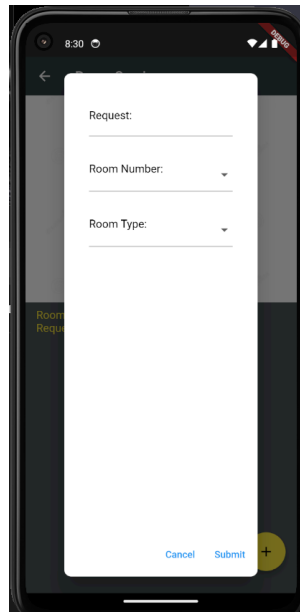 8:30
DEBUG
Request:
Room Number:
Room Type:
Room
Reque
Cancel Submit
+